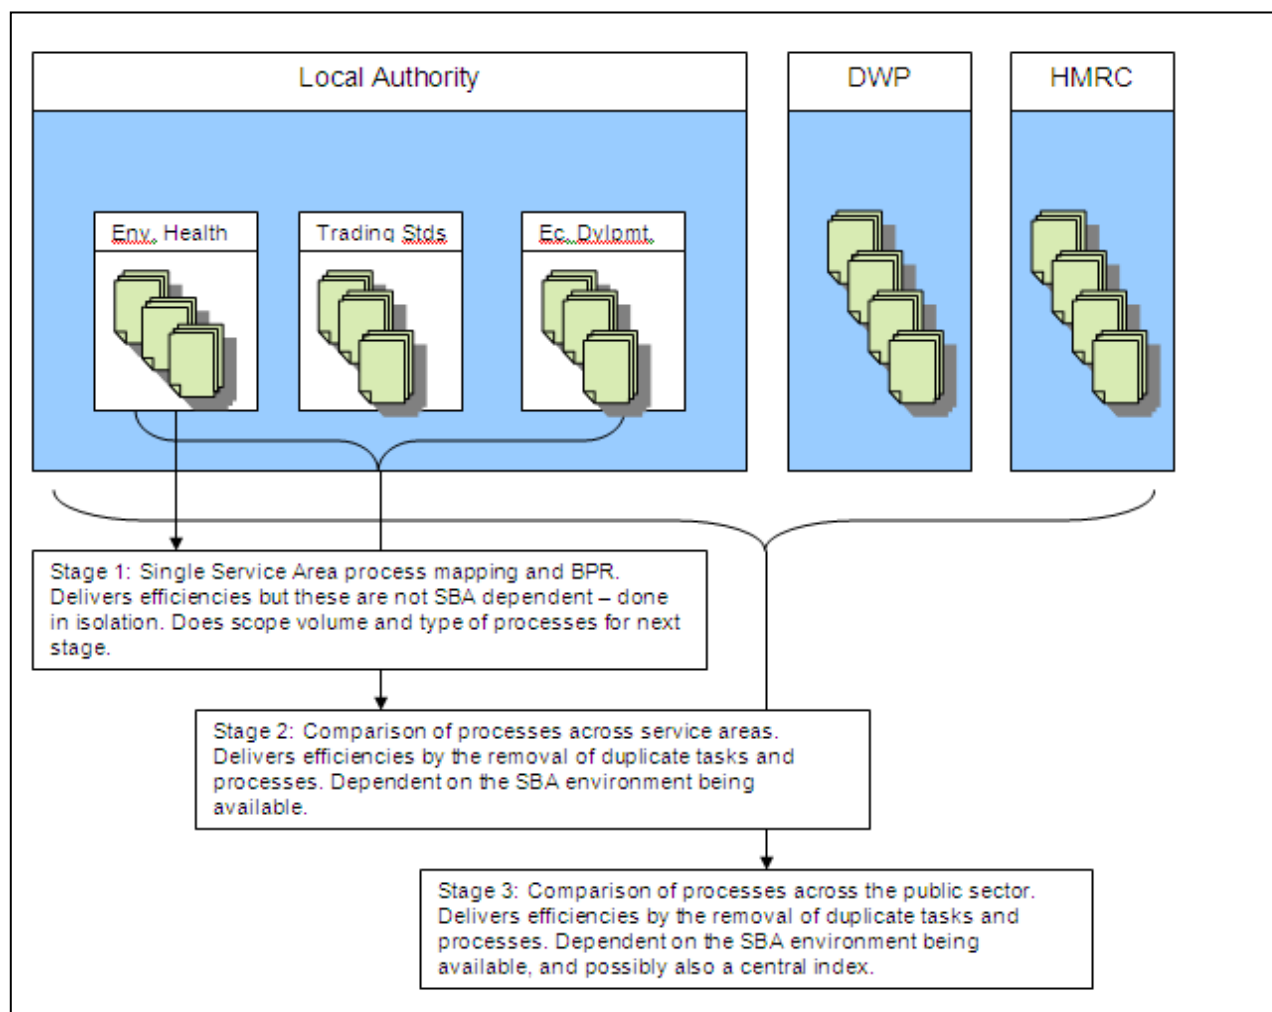 Local Authority
DWP
HMRC
Env. Health
Trading Stds
Ec. Dvlpmt.
Stage 1: Single Service Area process mapping and BPR.
Delivers efficiencies but these are not SBA dependent – done
in isolation. Does scope volume and type of processes for next
stage.
Stage 2: Comparison of processes across service areas.
Delivers efficiencies by the removal of duplicate tasks and
processes. Dependent on the SBA environment being
available.
Stage 3: Comparison of processes across the public sector.
Delivers efficiencies by the removal of duplicate tasks and
processes. Dependent on the SBA environment being
available, and possibly also a central index.